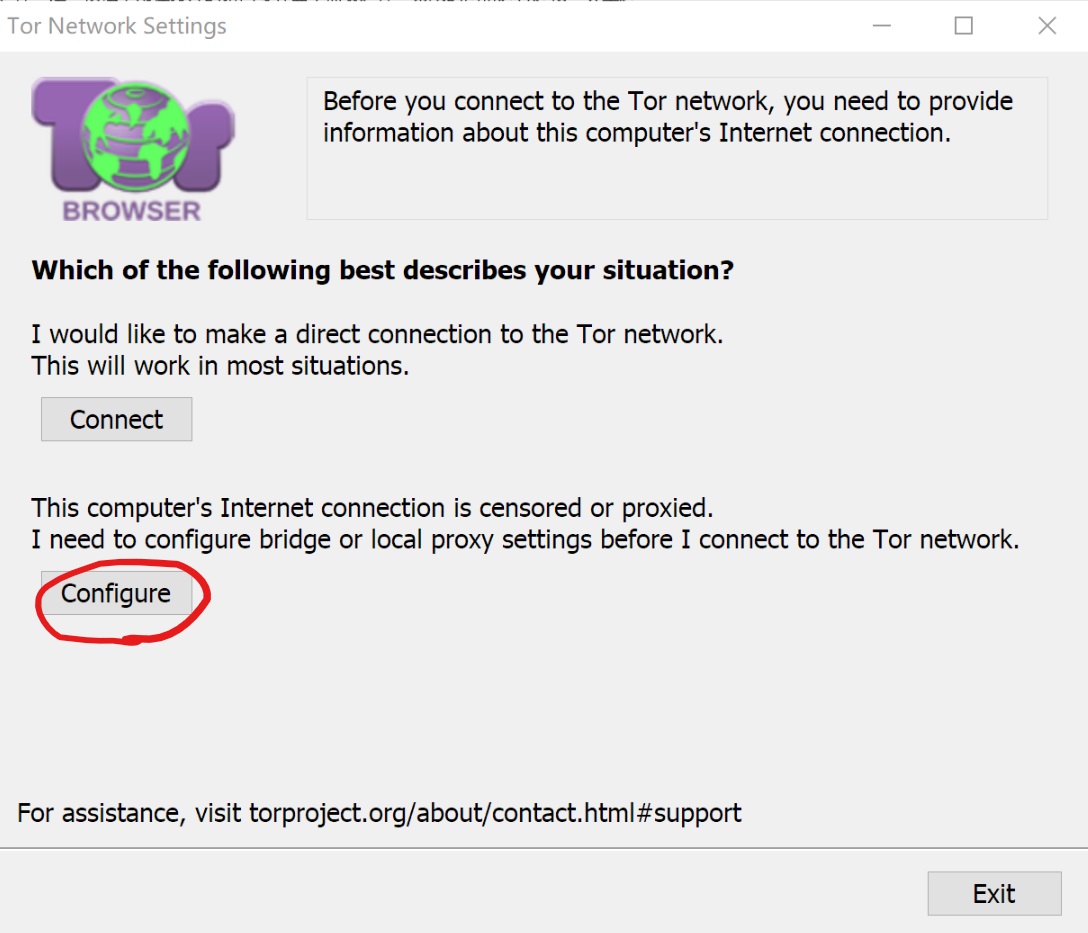 Tor Network Settings
Tor
BROWSER
Before you connect to the Tor network, you need to provide
information about this computer's Internet connection.
Which of the following best describes your situation?
I would like to make a direct connection to the Tor network.
This will work in most situations.
Connect
This computer's Internet connection is censored or proxied.
I need to configure bridge or local proxy settings before I connect to the Tor network.
Configure
For assistance, visit torproject.org/about/contact.html#support
Exit